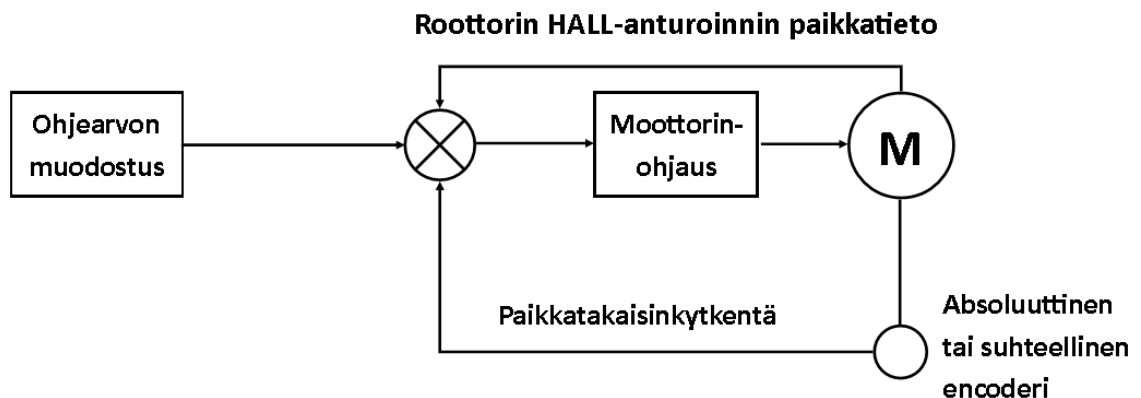 Roottorin HALL-anturoinnin paikkatieto
Ohjearvon
muodostus
Moottorin-
ohjaus
M
Paikkatakaisinkytkentä
Absoluuttinen
tai suhteellinen
encoderi